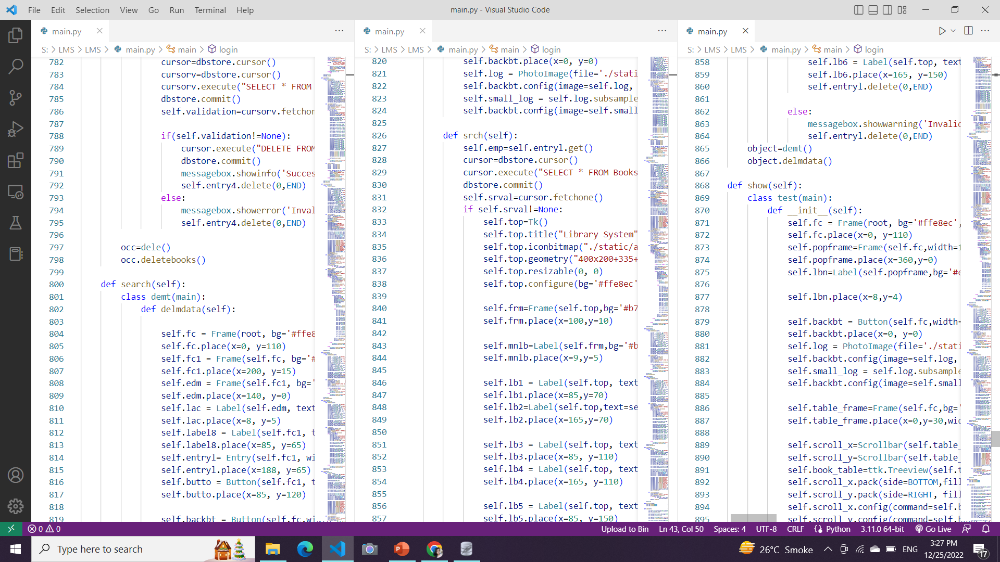 File Edit Selection View Go Run Terminal Help
main.py - Visual Studio Code
main.py
S: > LMS > LMS > main.py > main > login
782 cursor=dbstore.cursor()
783 cursorv=dbstore.cursor()
784 cursorv.execute("SELECT * FROM
785 dbstore.commit()
786 self.validation=cursorv.fetchon
787
788 if(self.validation!=None):
789 cursor.execute("DELETE FROM
790 dbstore.commit()
791 messagebox.showinfo('Succes
792 self.entry4.delete(0,END)
793 else:
794 messagebox.showerror('Inval
795 self.entry4.delete(0,END)
796
797 occ=dele()
798 occ.deletebooks()
799
800 def search(self):
801 class demt(main):
802 def delmdata(self):
803
804 self.fc = Frame(root, bg='#ffe8
805 self.fc.place(x=0, y=110)
806 self.fc1 = Frame(self.fc, bg='#
807 self.fc1.place(x=200, y=15)
808 self.edm = Frame(self.fc1, bg='
809 self.edm.place(x=140, y=0)
810 self.lac = Label(self.edm, text
811 self.lac.place(x=8, y=5)
812 self.label8 = Label(self.fc1, t
813 self.label8.place(x=85, y=65)
814 self.entryl= Entry(self.fc1, wi
815 self.entryl.place(x=188, y=65)
816 self.butto = Button(self.fc1, t
817 self.butto.place(x=85, y=120)
818
819 self.backbt = Button(self.fc,wi
main.py
S: > LMS > LMS > main.py > main > login
820 self.backbt.place(x=0, y=0)
821 self.log = PhotoImage(file='./stati
822 self.backbt.config(image=self.log,
823 self.small_log = self.log.subsample
824 self.backbt.config(image=self.small
825
826 def srch(self):
827 self.emp=self.entryl.get()
828 cursor=dbstore.cursor()
829 cursor.execute("SELECT * FROM Books
830 dbstore.commit()
831 self.srval=cursor.fetchone()
832 if self.srval!=None:
833 self.top=Tk()
834 self.top.title("Library System"
835 self.top.iconbitmap("./static/a
836 self.top.geometry("400x200+335+
837 self.top.resizable(0, 0)
838 self.top.configure(bg='#ffe8ec'
839
840 self.frm=Frame(self.top,bg='#b7
841 self.frm.place(x=100,y=10)
842
843 self.mnlb=Label(self.frm,bg='#b
844 self.mnlb.place(x=9,y=5)
845
846 self.lb1 = Label(self.top, text
847 self.lb1.place(x=85,y=70)
848 self.lb2=Label(self.top,text=se
849 self.lb2.place(x=165,y=70)
850
851 self.lb3 = Label(self.top, text
852 self.lb3.place(x=85, y=110)
853 self.lb4 = Label(self.top, text
854 self.lb4.place(x=165, y=110)
855
856 self.lb5 = Label(self.top, text
857 self.lb5.place(x=85, y=150)
main.py
S: > LMS > LMS > main.py > main > login
858 self.lb6 = Label(self.top, text
859 self.lb6.place(x=165, y=150)
860 self.entryl.delete(0,END)
861
862 else:
863 messagebox.showwarning('Invalid
864 self.entryl.delete(0,END)
865 object=demt()
866 object.delmdata()
867
868 def show(self):
869 class test(main):
870 def __init__(self):
871 self.fc = Frame(root, bg='#ffe8ec',
872 self.fc.place(x=0, y=110)
873 self.popframe=Frame(self.fc,width=1
874 self.popframe.place(x=360,y=0)
875 self.lbn=Label(self.popframe,bg='#e
876
877 self.lbn.place(x=8,y=4)
878
879 self.backbt = Button(self.fc,width=
880 self.backbt.place(x=0, y=0)
881 self.log = PhotoImage(file='./stati
882 self.backbt.config(image=self.log,
883 self.small_log = self.log.subsample
884 self.backbt.config(image=self.small
885
886 self.table_frame=Frame(self.fc,bg='
887 self.table_frame.place(x=0,y=30,wid
888
889 self.scroll_x=Scrollbar(self.table_
890 self.scroll_y=Scrollbar(self.table_
891 self.book_table=ttk.Treeview(self.t
892 self.scroll_x.pack(side=BOTTOM,fill
893 self.scroll_y.pack(side=RIGHT, fill
894 self.scroll_x.config(command=self.b
895 self.scroll_y.config(command=self.b
0 0 Upload to Bin Ln 43, Col 50 Spaces: 4 UTF-8 CRLF Python 3.11.0 64-bit Go Live
Type here to search
26°C Smoke ENG
3:27 PM
12/25/2022
17